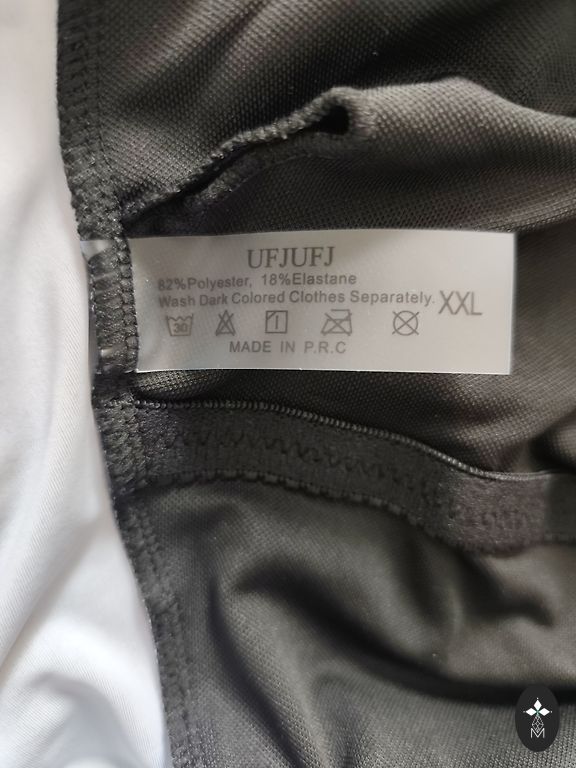 UFJUFJ
82%Polyester, 18%Elastane
Wash Dark Colored Clothes Separately. XXL
30
MADE IN P.R.C
M